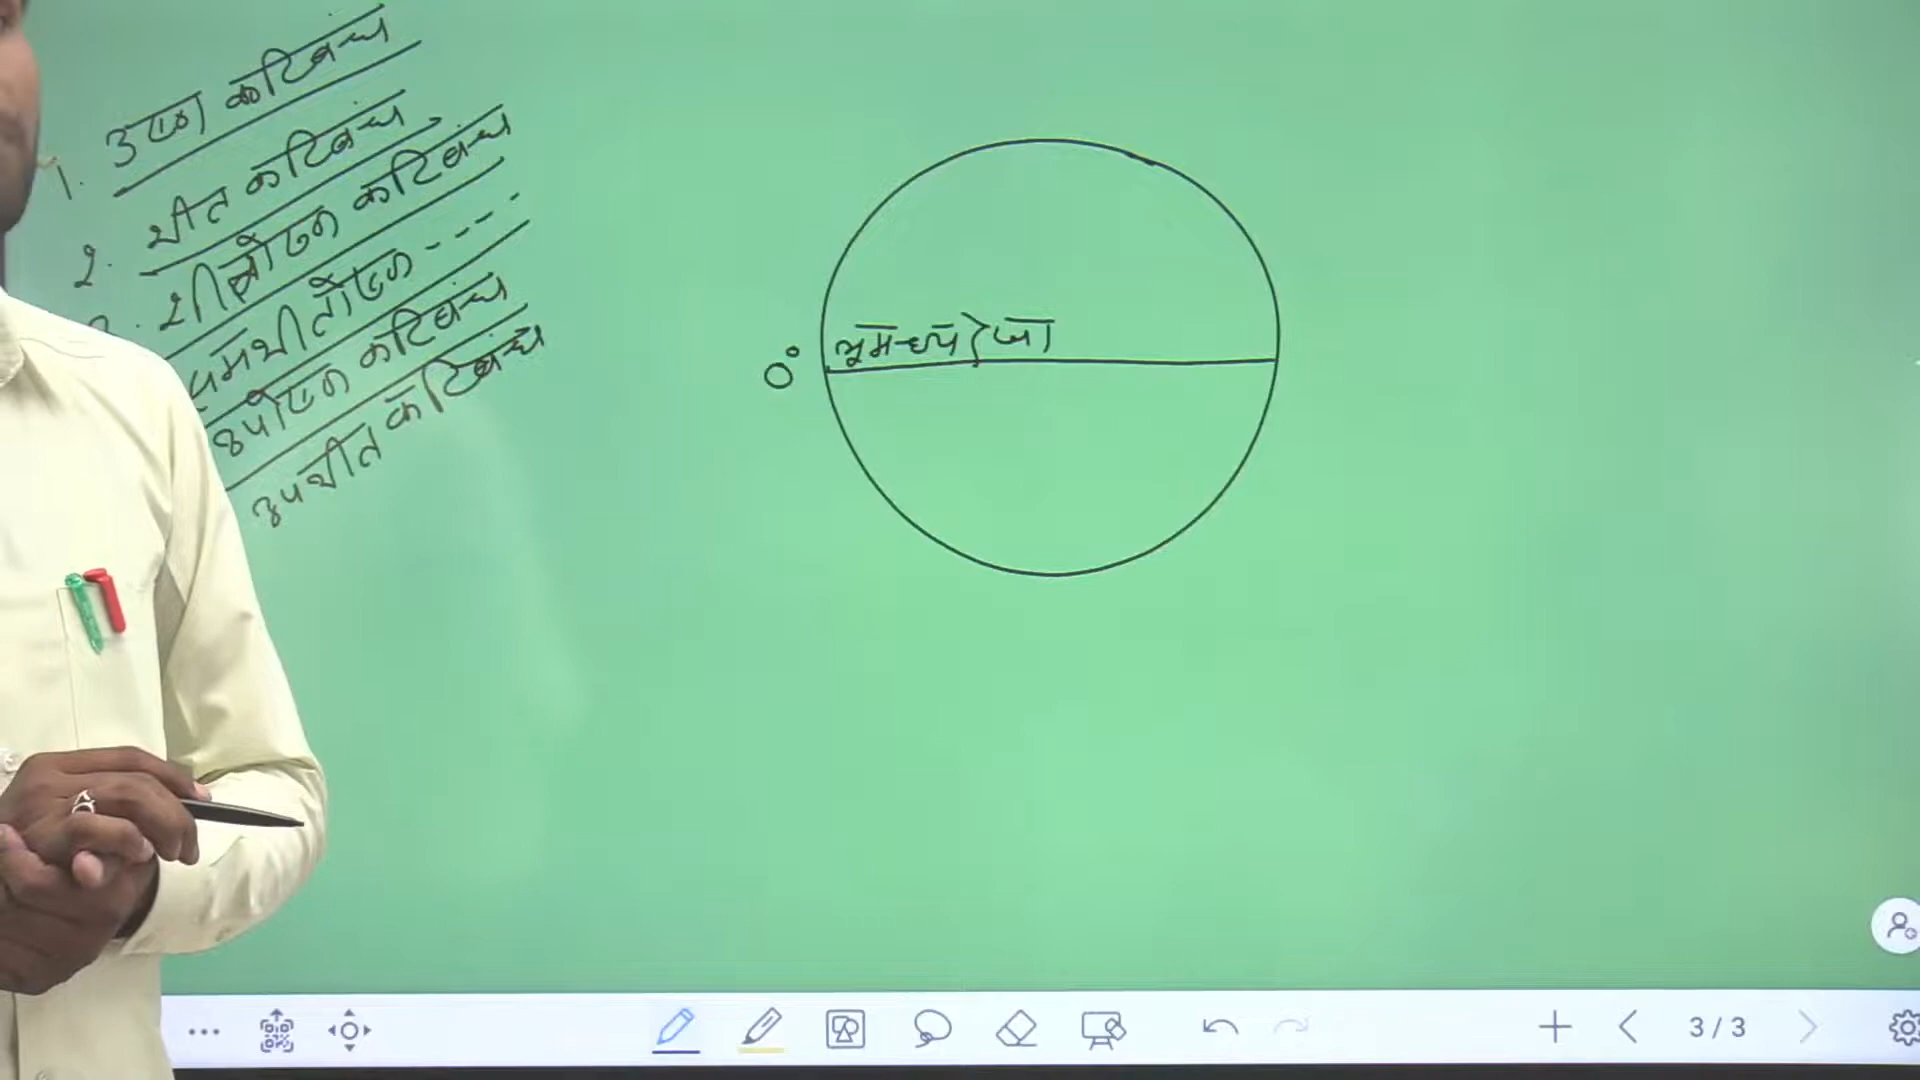 1. उष्ण कटिबंध
2. शीत कटिबंध
शीतोष्ण कटिबंध
समशीतोष्ण ----
उपोष्ण कटिबंध
उपशीत कटिबंध
0° भूमध्य रेखा
3/3